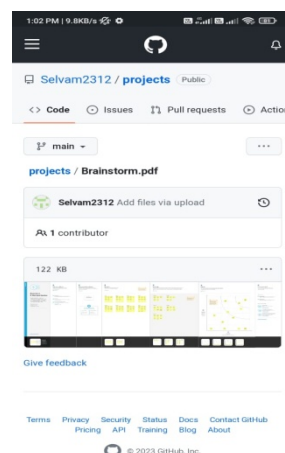 1:02 PM | 9.8KB/s
Selvam2312 / projects Public
Code Issues Pull requests Actio
main
projects / Brainstorm.pdf
Selvam2312 Add files via upload
1 contributor
122 KB
Give feedback
Terms Privacy Security Status Docs Contact GitHub
Pricing API Training Blog About
© 2023 GitHub, Inc.